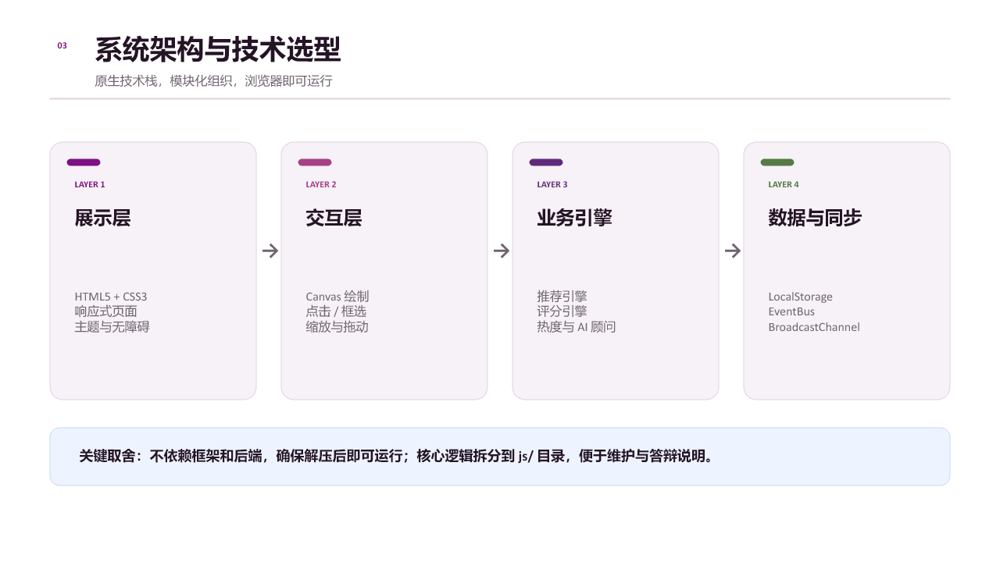 03
系统架构与技术选型
原生技术栈，模块化组织，浏览器即可运行
LAYER 1
展示层
HTML5 + CSS3
响应式页面
主题与无障碍
→
LAYER 2
交互层
Canvas 绘制
点击 / 框选
缩放与拖动
→
LAYER 3
业务引擎
推荐引擎
评分引擎
热度与 AI 顾问
→
LAYER 4
数据与同步
LocalStorage
EventBus
BroadcastChannel
关键取舍：不依赖框架和后端，确保解压后即可运行；核心逻辑拆分到 js/ 目录，便于维护与答辩说明。